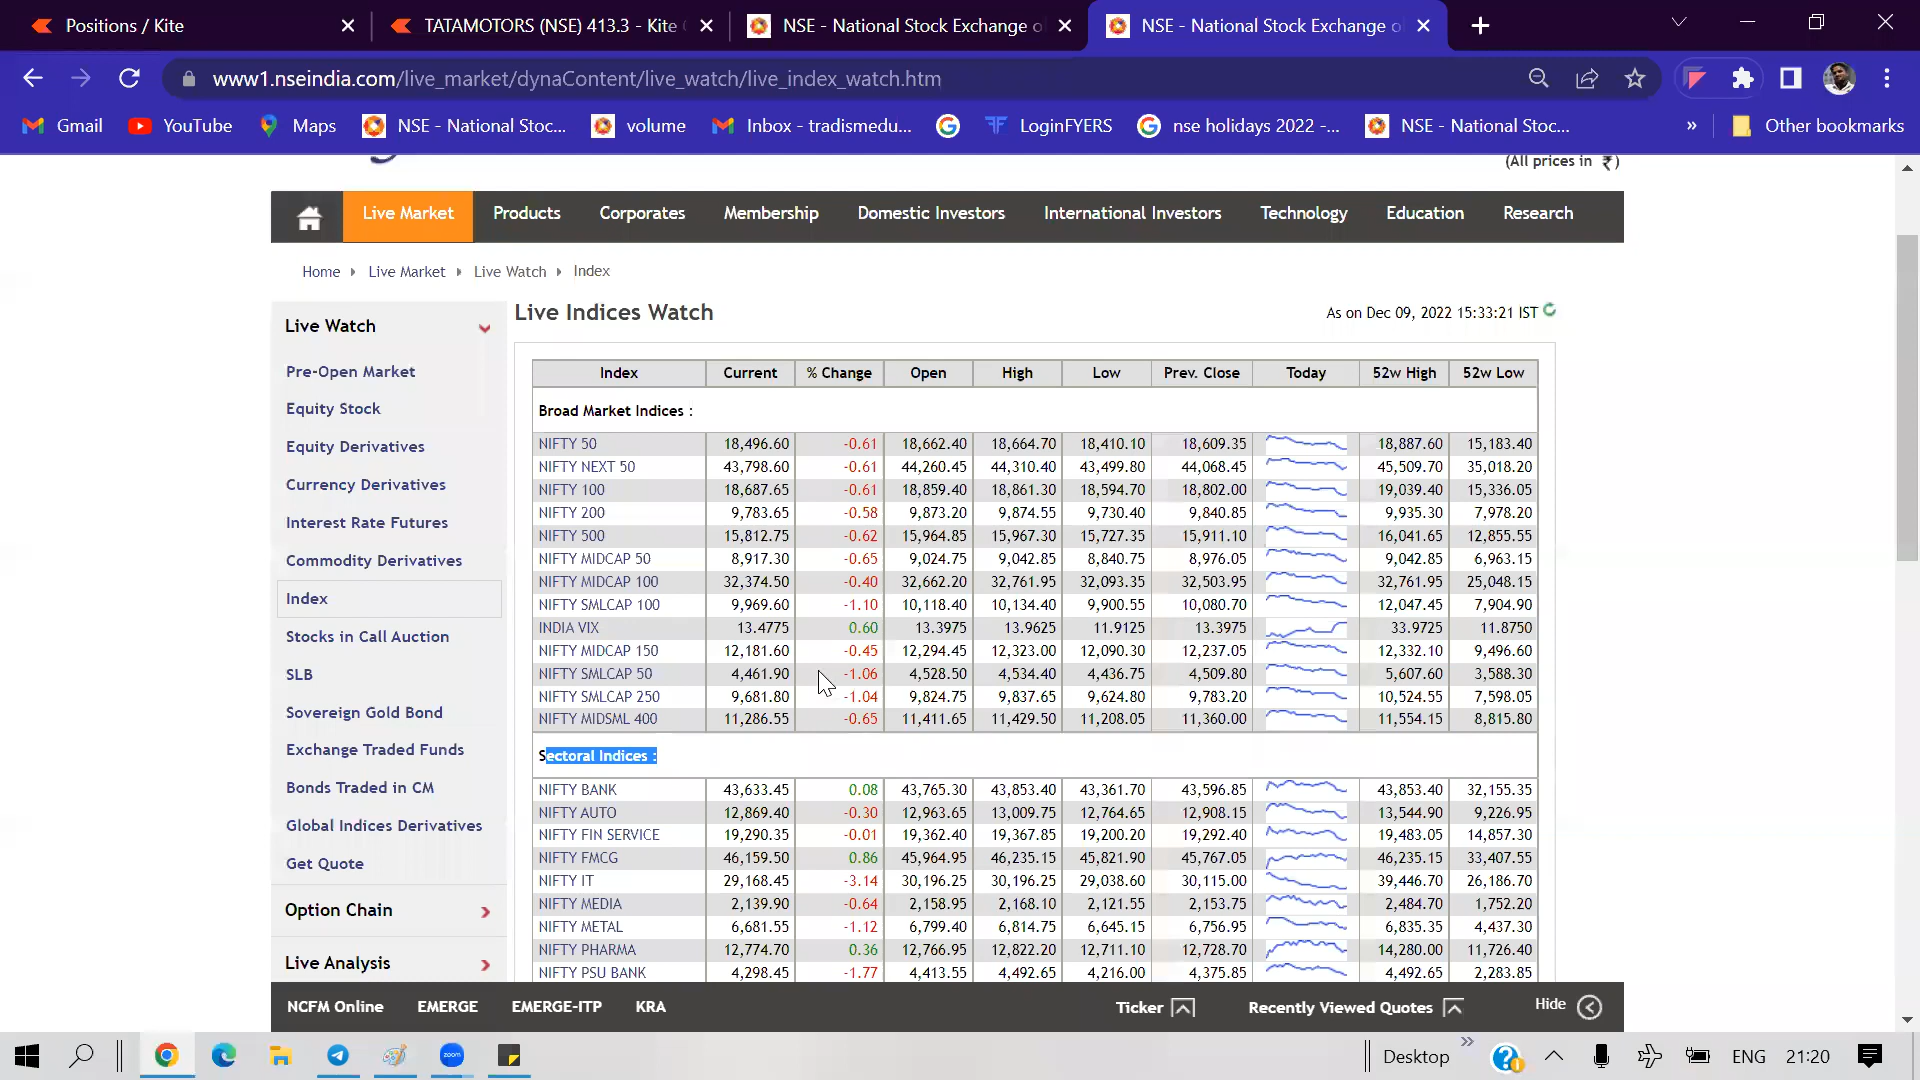 Positions / Kite
TATAMOTORS (NSE) 413.3 - Kite
NSE - National Stock Exchange o
NSE - National Stock Exchange o
www1.nseindia.com/live_market/dynaContent/live_watch/live_index_watch.htm
Gmail YouTube Maps NSE - National Stoc... volume Inbox - tradismedu... LoginFYERS nse holidays 2022 -... NSE - National Stoc... » Other bookmarks
(All prices in ₹)
Live Market Products Corporates Membership Domestic Investors International Investors Technology Education Research
Home Live Market Live Watch Index
Live Watch
Pre-Open Market
Equity Stock
Equity Derivatives
Currency Derivatives
Interest Rate Futures
Commodity Derivatives
Index
Stocks in Call Auction
SLB
Sovereign Gold Bond
Exchange Traded Funds
Bonds Traded in CM
Global Indices Derivatives
Get Quote
Option Chain
Live Analysis
Live Indices Watch
As on Dec 09, 2022 15:33:21 IST
Index Current % Change Open High Low Prev. Close Today 52w High 52w Low
Broad Market Indices :
NIFTY 50 18,496.60 -0.61 18,662.40 18,664.70 18,410.10 18,609.35 18,887.60 15,183.40
NIFTY NEXT 50 43,798.60 -0.61 44,260.45 44,310.40 43,499.80 44,068.45 45,509.70 35,018.20
NIFTY 100 18,687.65 -0.61 18,859.40 18,861.30 18,594.70 18,802.00 19,039.40 15,336.05
NIFTY 200 9,783.65 -0.58 9,873.20 9,874.55 9,730.40 9,840.85 9,935.30 7,978.20
NIFTY 500 15,812.75 -0.62 15,964.85 15,967.30 15,727.35 15,911.10 16,041.65 12,855.55
NIFTY MIDCAP 50 8,917.30 -0.65 9,024.75 9,042.85 8,840.75 8,976.05 9,042.85 6,963.15
NIFTY MIDCAP 100 32,374.50 -0.40 32,662.20 32,761.95 32,093.35 32,503.95 32,761.95 25,048.15
NIFTY SMLCAP 100 9,969.60 -1.10 10,118.40 10,134.40 9,900.55 10,080.70 12,047.45 7,904.90
INDIA VIX 13.4775 0.60 13.3975 13.9625 11.9125 13.3975 33.9725 11.8750
NIFTY MIDCAP 150 12,181.60 -0.45 12,294.45 12,323.00 12,090.30 12,237.05 12,332.10 9,496.60
NIFTY SMLCAP 50 4,461.90 -1.06 4,528.50 4,534.40 4,436.75 4,509.80 5,607.60 3,588.30
NIFTY SMLCAP 250 9,681.80 -1.04 9,824.75 9,837.65 9,624.80 9,783.20 10,524.55 7,598.05
NIFTY MIDSML 400 11,286.55 -0.65 11,411.65 11,429.50 11,208.05 11,360.00 11,554.15 8,815.80
Sectoral Indices :
NIFTY BANK 43,633.45 0.08 43,765.30 43,853.40 43,361.70 43,596.85 43,853.40 32,155.35
NIFTY AUTO 12,869.40 -0.30 12,963.65 13,009.75 12,764.65 12,908.15 13,544.90 9,226.95
NIFTY FIN SERVICE 19,290.35 -0.01 19,362.40 19,367.85 19,200.20 19,292.40 19,483.05 14,857.30
NIFTY FMCG 46,159.50 0.86 45,964.95 46,235.15 45,821.90 45,767.05 46,235.15 33,407.55
NIFTY IT 29,168.45 -3.14 30,196.25 30,196.25 29,038.60 30,115.00 39,446.70 26,186.70
NIFTY MEDIA 2,139.90 -0.64 2,158.95 2,168.10 2,121.55 2,153.75 2,484.70 1,752.20
NIFTY METAL 6,681.55 -1.12 6,799.40 6,814.75 6,645.15 6,756.95 6,835.35 4,437.30
NIFTY PHARMA 12,774.70 0.36 12,766.95 12,822.20 12,711.10 12,728.70 14,280.00 11,726.40
NIFTY PSU BANK 4,298.45 -1.77 4,413.55 4,492.65 4,216.00 4,375.85 4,492.65 2,283.85
NCFM Online EMERGE EMERGE-ITP KRA Ticker Recently Viewed Quotes Hide
zoom Desktop » ENG 21:20